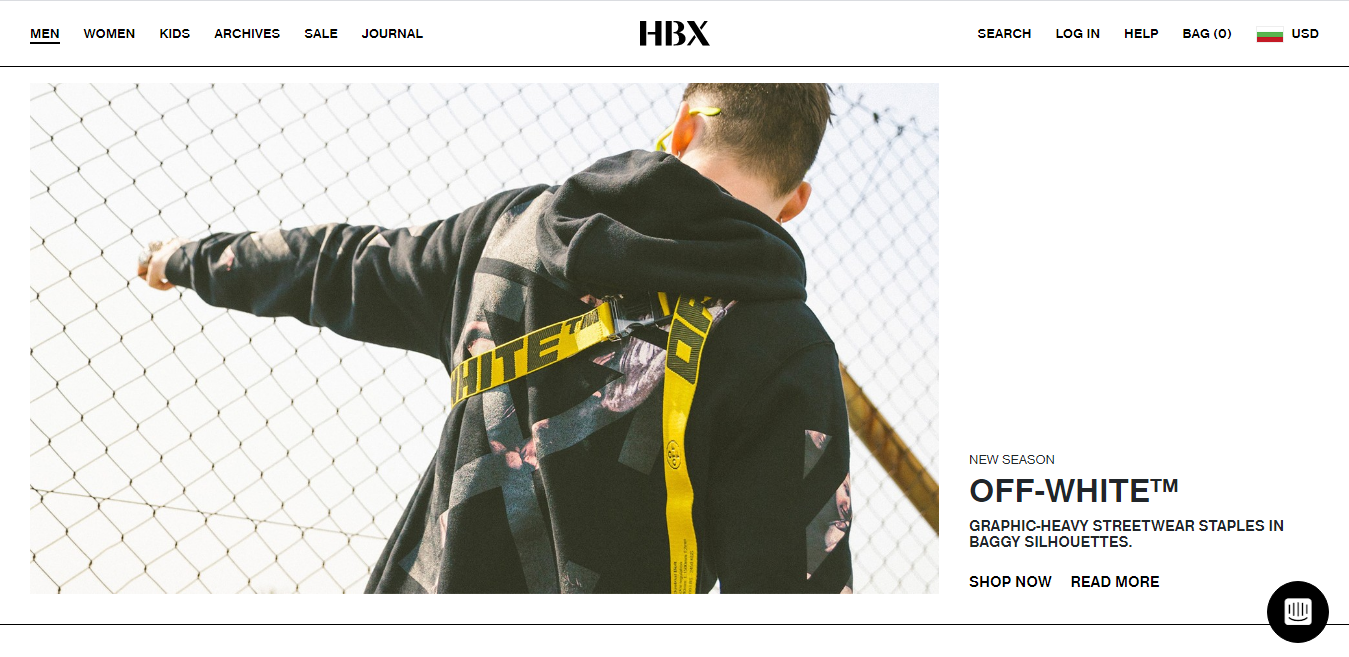 MEN WOMEN KIDS ARCHIVES SALE JOURNAL
HBX
SEARCH LOG IN HELP BAG (0) USD
WHITE™
NEW SEASON
OFF-WHITE™
GRAPHIC-HEAVY STREETWEAR STAPLES IN
BAGGY SILHOUETTES.
SHOP NOW READ MORE